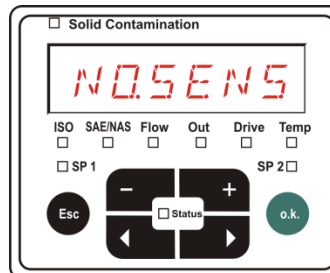 Solid Contamination
NO.SENS
ISO SAE/NAS Flow Out Drive Temp
SP 1 SP 2
- +
Esc Status o.k.